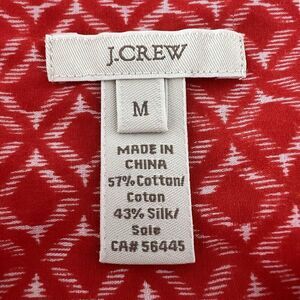 J.CREW
M
MADE IN
CHINA
57% Cotton/
Coton
43% Silk/
Soie
CA# 56445